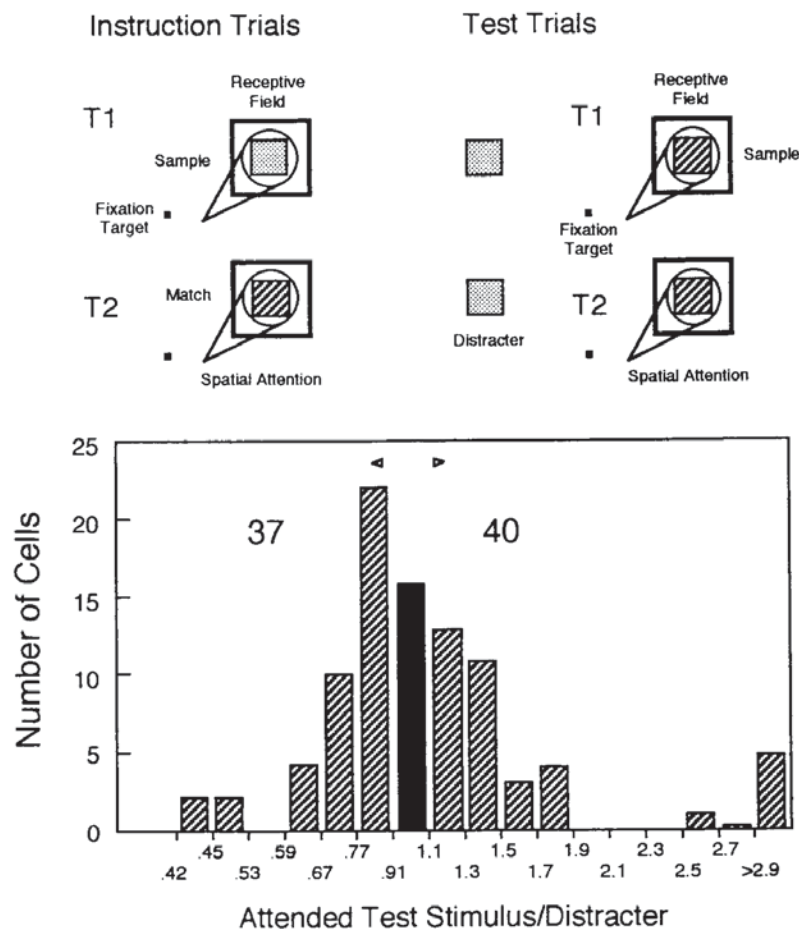 Instruction Trials
Test Trials
T1
Receptive
Field
Sample
Fixation
Target
T2
Match
Spatial Attention
T1
Receptive
Field
Sample
Fixation
Target
T2
Distracter
Spatial Attention
Number of Cells
25
20
15
10
5
0
37
40
.42 .45 .53 .59 .67 .77 .91 1.1 1.3 1.5 1.7 1.9 2.1 2.3 2.5 2.7 >2.9
Attended Test Stimulus/Distracter